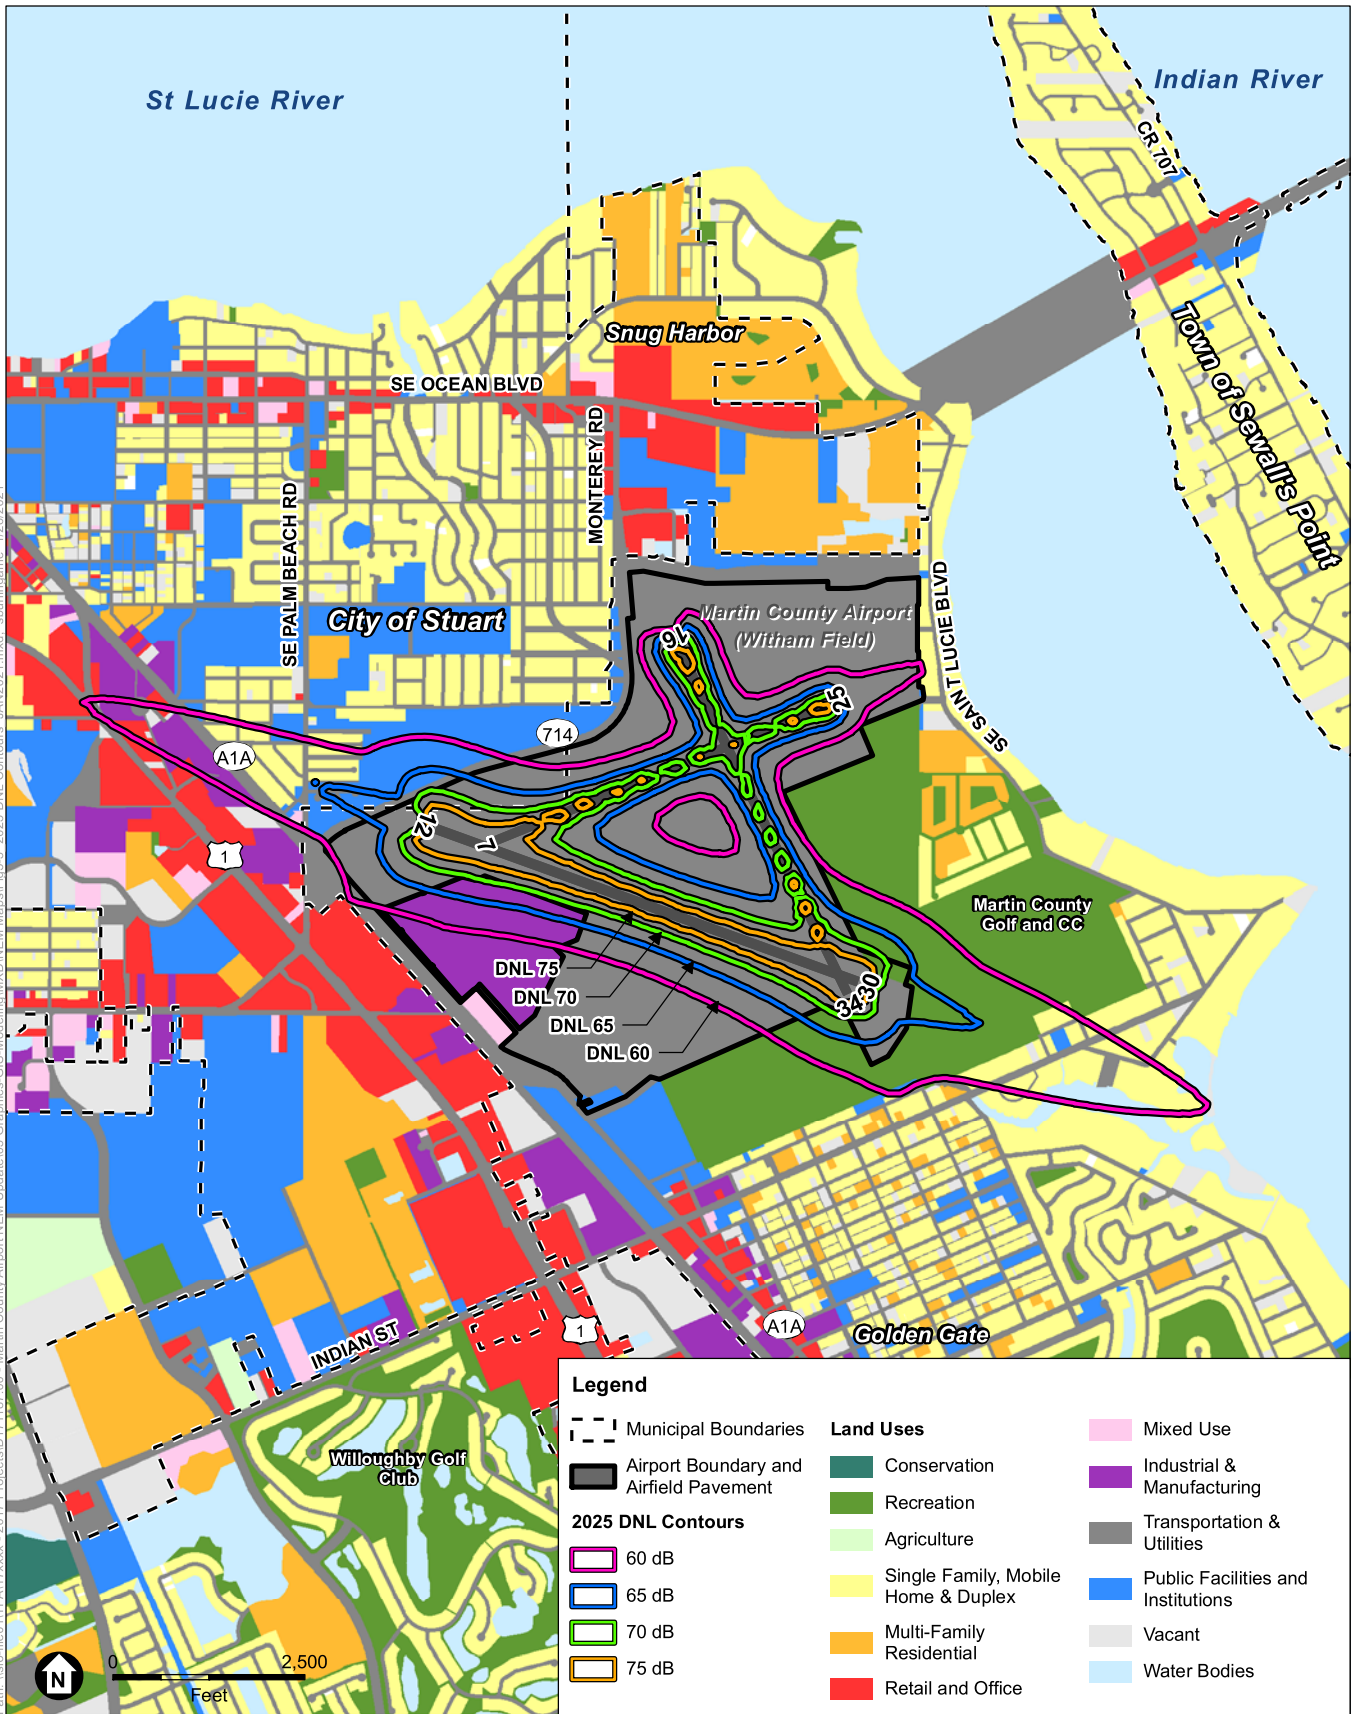 St Lucie River
Indian River
CR 707
Snug Harbor
Town of Sewall's Point
SE OCEAN BLVD
MONTEREY RD
SE PALM BEACH RD
City of Stuart
Martin County Airport
(Witham Field)
SE SAINT LUCIE BLVD
16
25
714
A1A
1
12
7
Martin County
Golf and CC
DNL 75
DNL 70
DNL 65
DNL 60
34
30
INDIAN ST
1
A1A
Golden Gate
Willoughby Golf
Club
N
0 2,500
Feet
Legend
Municipal Boundaries
Airport Boundary and
Airfield Pavement
2025 DNL Contours
60 dB
65 dB
70 dB
75 dB
Land Uses
Conservation
Recreation
Agriculture
Single Family, Mobile
Home & Duplex
Multi-Family
Residential
Retail and Office
Mixed Use
Industrial &
Manufacturing
Transportation &
Utilities
Public Facilities and
Institutions
Vacant
Water Bodies